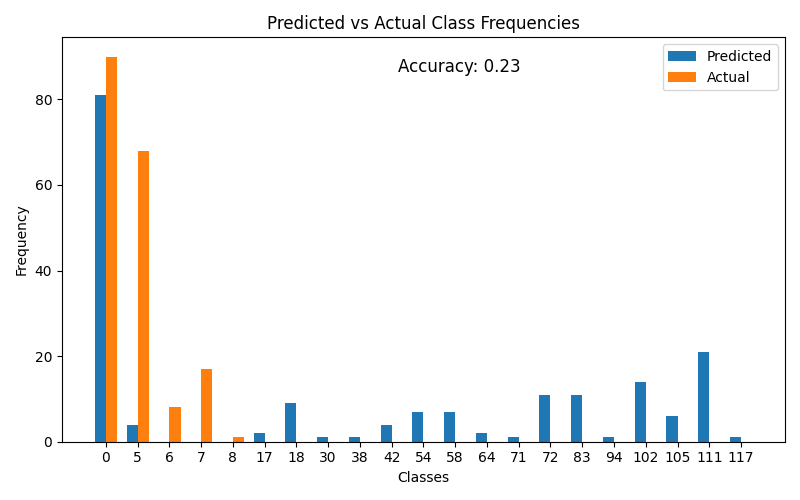 Predicted vs Actual Class Frequencies
Accuracy: 0.23
Predicted
Actual
Frequency
80
60
40
20
0
0 5 6 7 8 17 18 30 38 42 54 58 64 71 72 83 94 102 105 111 117
Classes